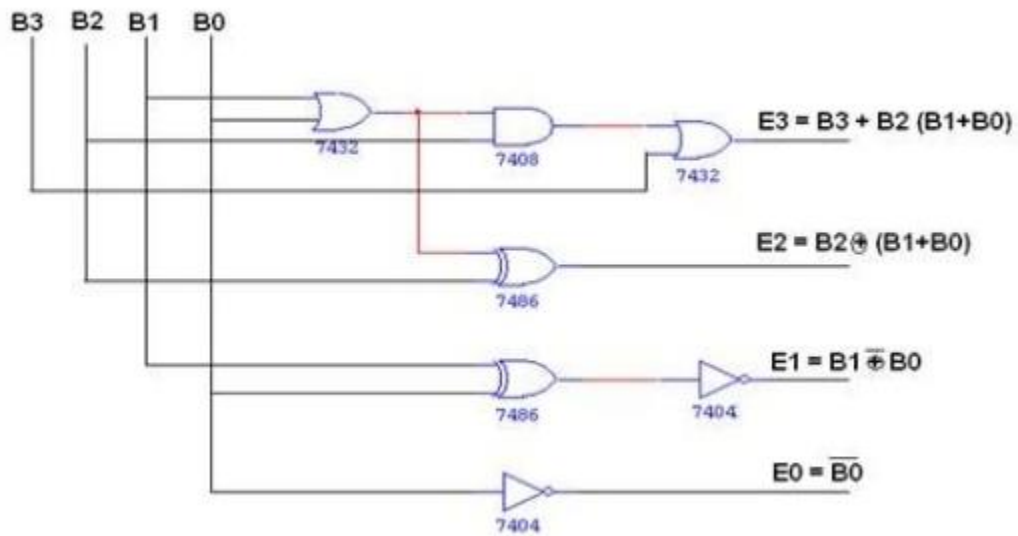 B3 B2 B1 B0
7432
7408
7432
E3 = B3 + B2 (B1+B0)
7486
E2 = B2 ⊕ (B1+B0)
7486
7404
E1 = B1 ⊕̅ B0
7404
E0 = B̅0̅